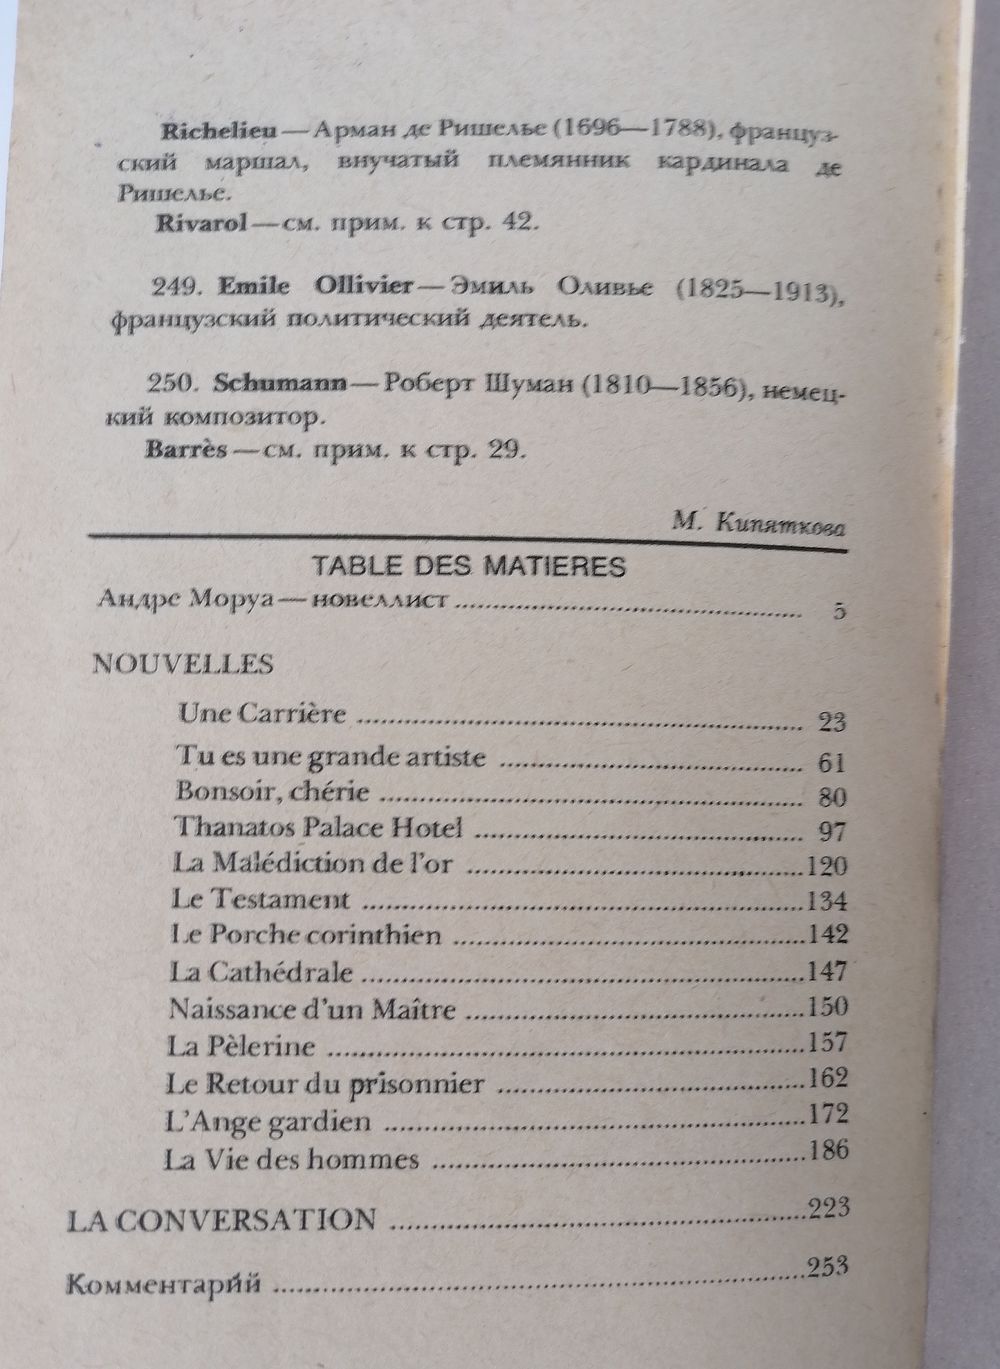 Richelieu — Арман де Ришелье (1696—1788), француз-
ский маршал, внучатый племянник кардинала де
Ришелье.
Rivarol — см. прим. к стр. 42.
249. Emile Ollivier — Эмиль Оливье (1825—1913),
французский политический деятель.
250. Schumann — Роберт Шуман (1810—1856), немец-
кий композитор.
Barrès — см. прим. к стр. 29.
М. Кипяткова
TABLE DES MATIERES
Андре Моруа — новеллист ........ 5
NOUVELLES
Une Carrière ........ 23
Tu es une grande artiste ........ 61
Bonsoir, chérie ........ 80
Thanatos Palace Hotel ........ 97
La Malédiction de l'or ........ 120
Le Testament ........ 134
Le Porche corinthien ........ 142
La Cathédrale ........ 147
Naissance d'un Maître ........ 150
La Pèlerine ........ 157
Le Retour du prisonnier ........ 162
L'Ange gardien ........ 172
La Vie des hommes ........ 186
LA CONVERSATION ........ 223
Комментарий ........ 253